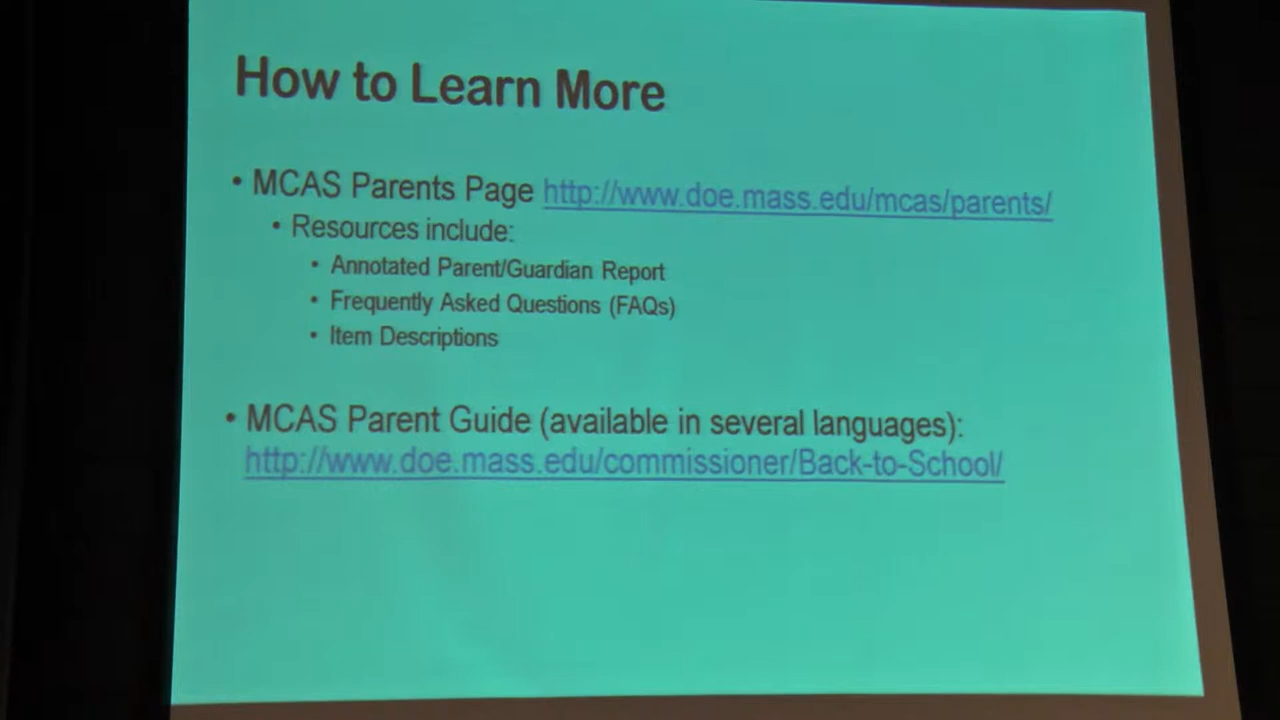 How to Learn More
• MCAS Parents Page http://www.doe.mass.edu/mcas/parents/
• Resources include:
• Annotated Parent/Guardian Report
• Frequently Asked Questions (FAQs)
• Item Descriptions
• MCAS Parent Guide (available in several languages):
http://www.doe.mass.edu/commissioner/Back-to-School/